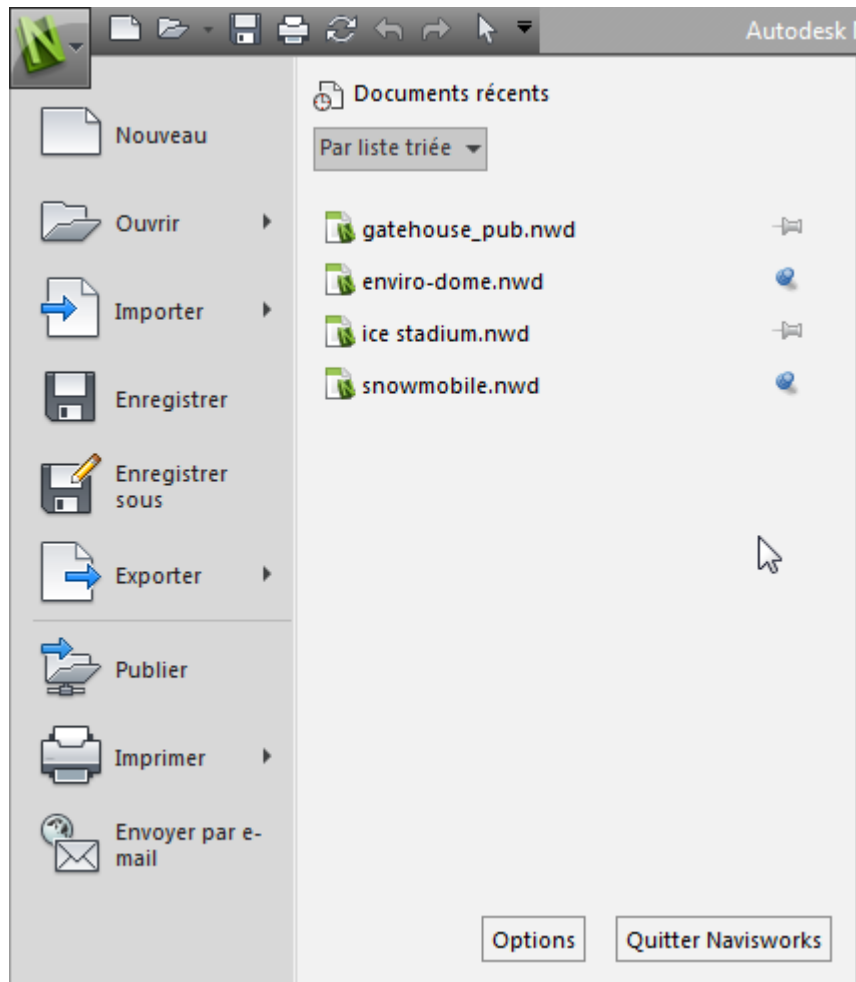 Autodesk
Nouveau
Ouvrir
Importer
Enregistrer
Enregistrer
sous
Exporter
Publier
Imprimer
Envoyer par e-
mail
Documents récents
Par liste triée
gatehouse_pub.nwd
enviro-dome.nwd
ice stadium.nwd
snowmobile.nwd
Options
Quitter Navisworks